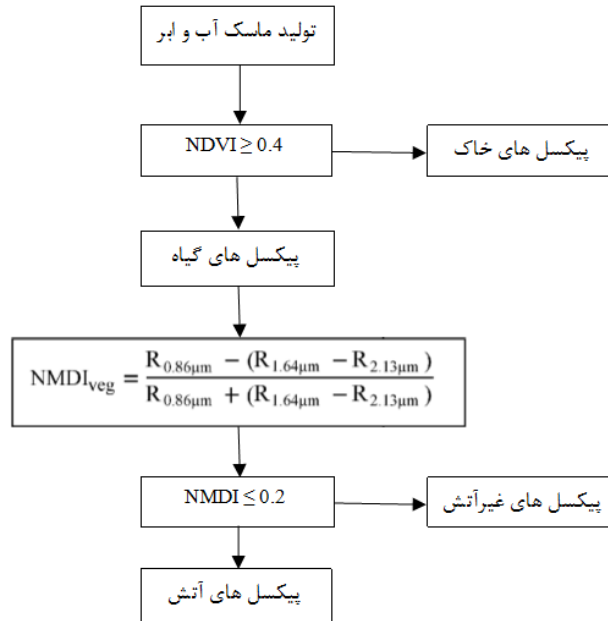 تولید ماسک آب و ابر
NDVI ≥ 0.4
پیکسل های خاک
پیکسل های گیاه
NMDI_veg = (R_0.86μm − (R_1.64μm − R_2.13μm)) / (R_0.86μm + (R_1.64μm − R_2.13μm))
NMDI ≤ 0.2
پیکسل های غیرآتش
پیکسل های آتش